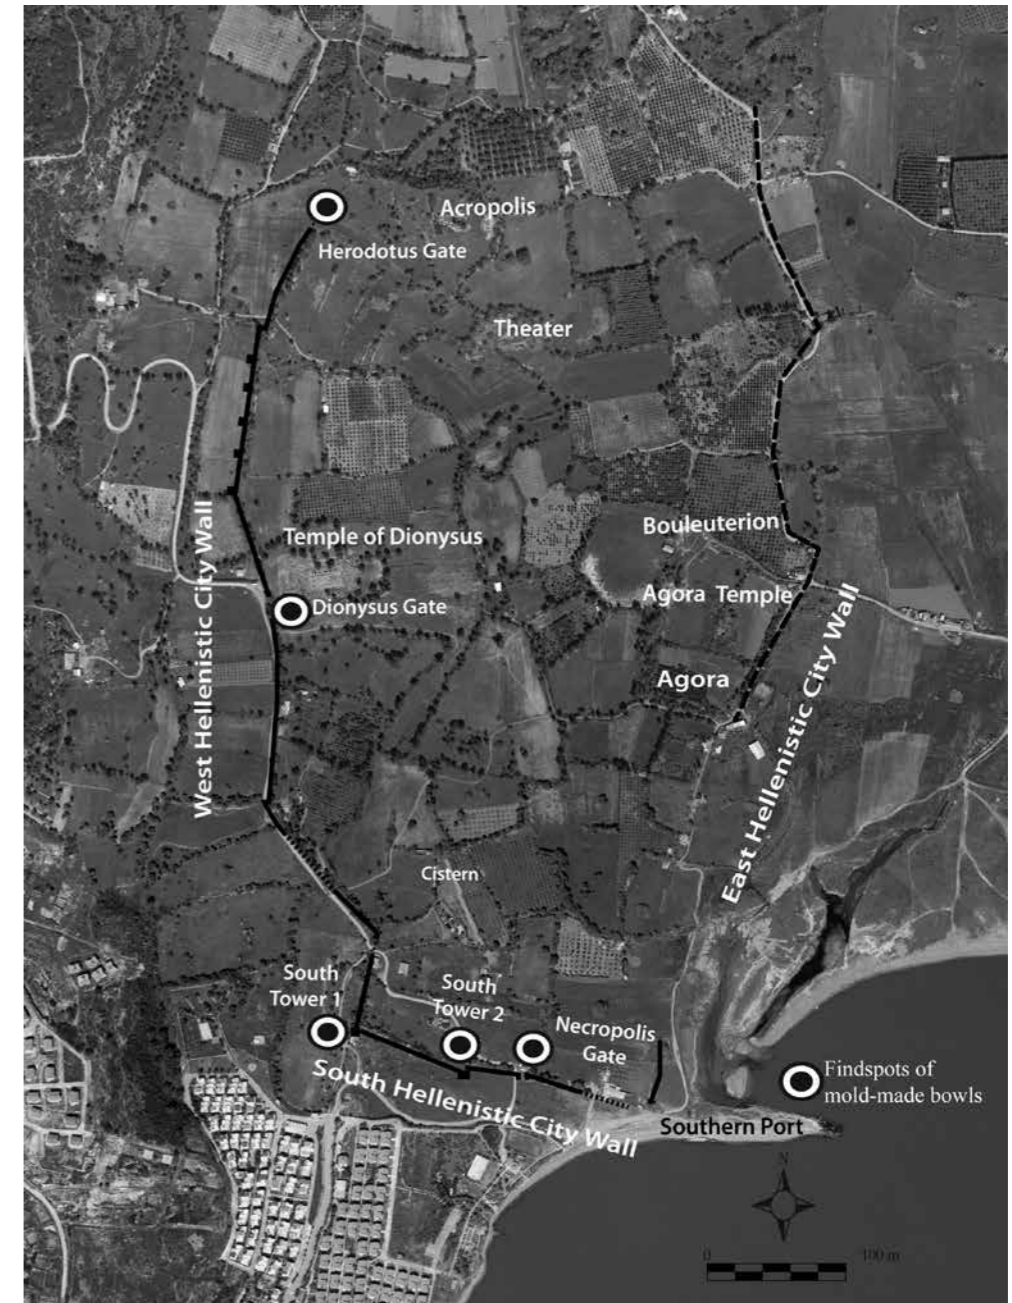 Acropolis
Herodotus Gate
Theater
West Hellenistic City Wall
Temple of Dionysus
Dionysus Gate
Bouleuterion
Agora Temple
Agora
East Hellenistic City Wall
Cistern
South
Tower 1
South
Tower 2
Necropolis
Gate
South Hellenistic City Wall
Southern Port
Findspots of
mold-made bowls
N
0 100 m